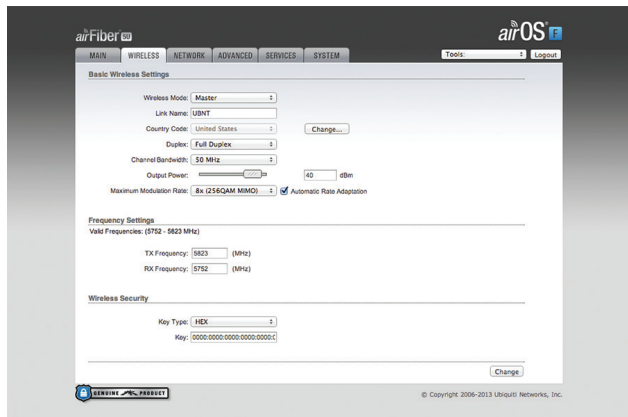 airFiber 5U
airOS F
MAIN WIRELESS NETWORK ADVANCED SERVICES SYSTEM Tools: Logout
Basic Wireless Settings
Wireless Mode: Master
Link Name: UBNT
Country Code: United States Change...
Duplex: Full Duplex
Channel Bandwidth: 50 MHz
Output Power: 40 dBm
Maximum Modulation Rate: 8x (256QAM MIMO) Automatic Rate Adaptation
Frequency Settings
Valid Frequencies: (5752 - 5823 MHz)
TX Frequency: 5823 (MHz)
RX Frequency: 5752 (MHz)
Wireless Security
Key Type: HEX
Key: 0000:0000:0000:0000:0000:0
Change
GENUINE PRODUCT
© Copyright 2006-2013 Ubiquiti Networks, Inc.